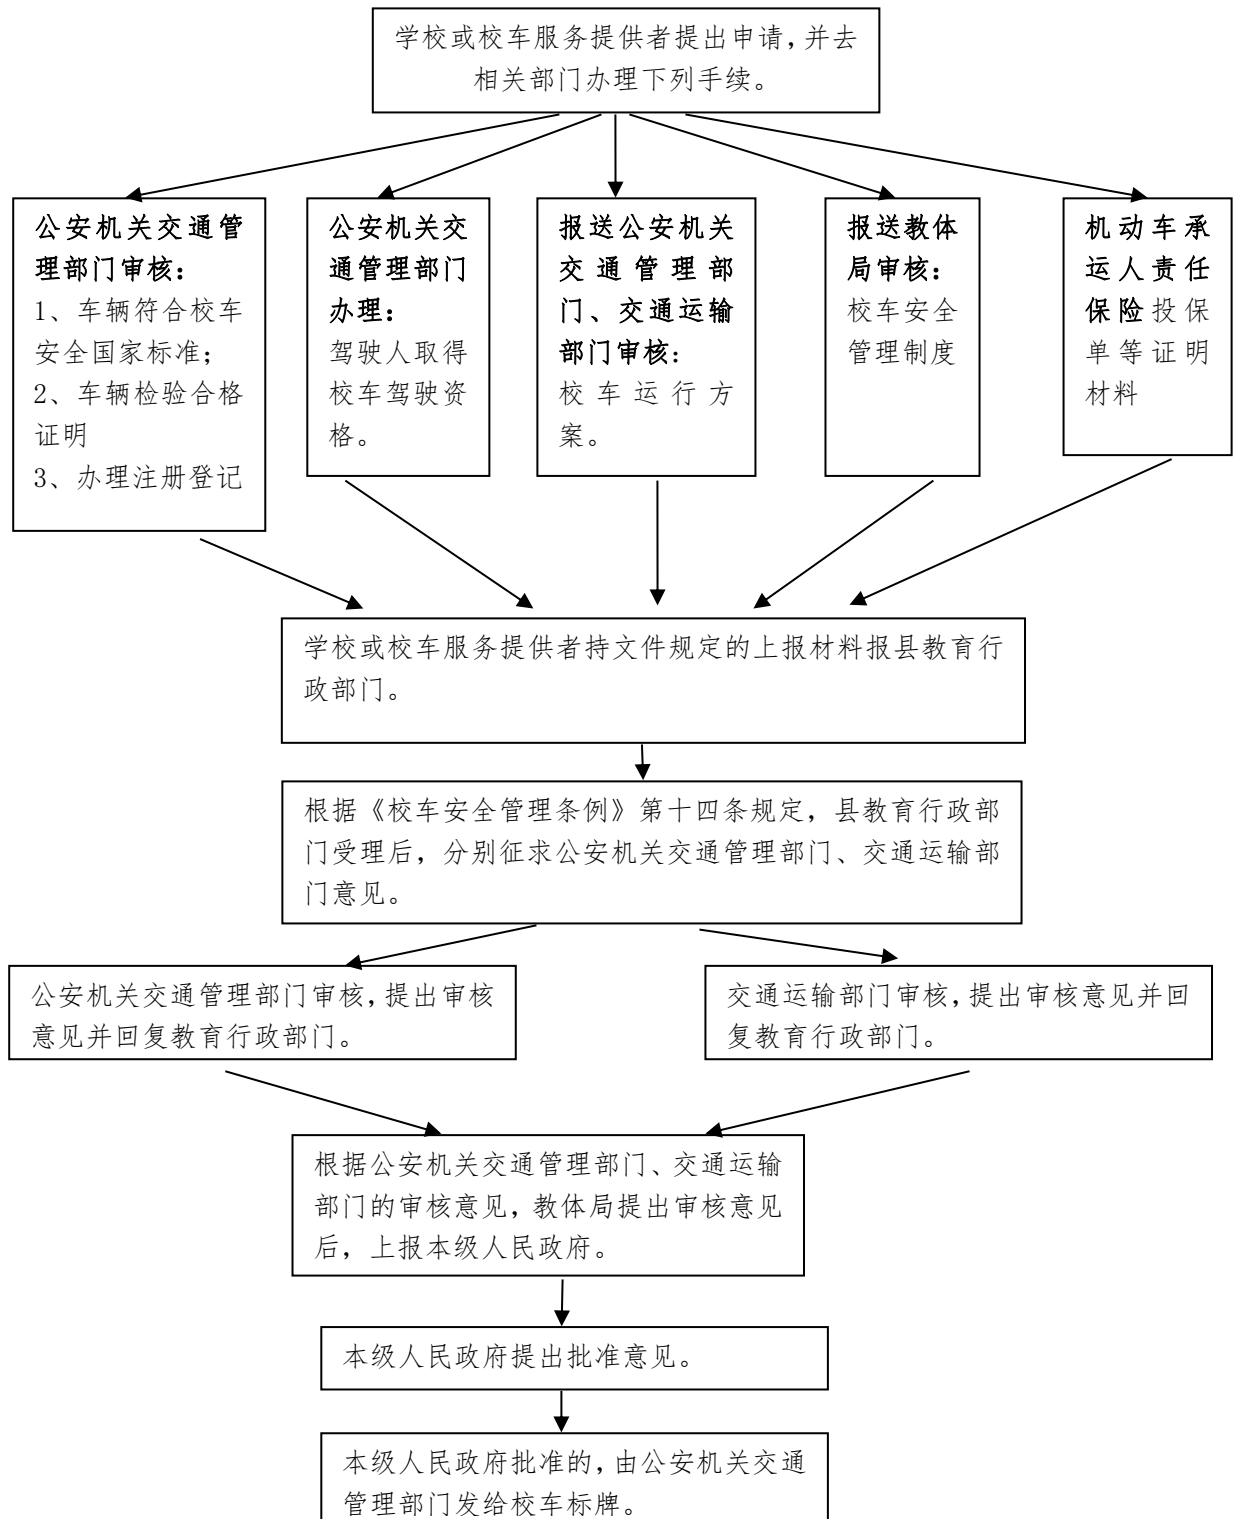 学校或校车服务提供者提出申请,并去
相关部门办理下列手续。
公安机关交通管
理部门审核：
1、车辆符合校车
安全国家标准；
2、车辆检验合格
证明
3、办理注册登记
公安机关交
通管理部门
办理：
驾驶人取得
校车驾驶资
格。
报送公安机关
交通管理部
门、交通运输
部门审核：
校车运行方
案。
报送教体
局审核：
校车安全
管理制度
机动车承
运人责任
保险投保
单等证明
材料
学校或校车服务提供者持文件规定的上报材料报县教育行
政部门。
根据《校车安全管理条例》第十四条规定，县教育行政部
门受理后，分别征求公安机关交通管理部门、交通运输部
门意见。
公安机关交通管理部门审核,提出审核
意见并回复教育行政部门。
交通运输部门审核,提出审核意见并回
复教育行政部门。
根据公安机关交通管理部门、交通运输
部门的审核意见,教体局提出审核意见
后，上报本级人民政府。
本级人民政府提出批准意见。
本级人民政府批准的,由公安机关交通
管理部门发给校车标牌。